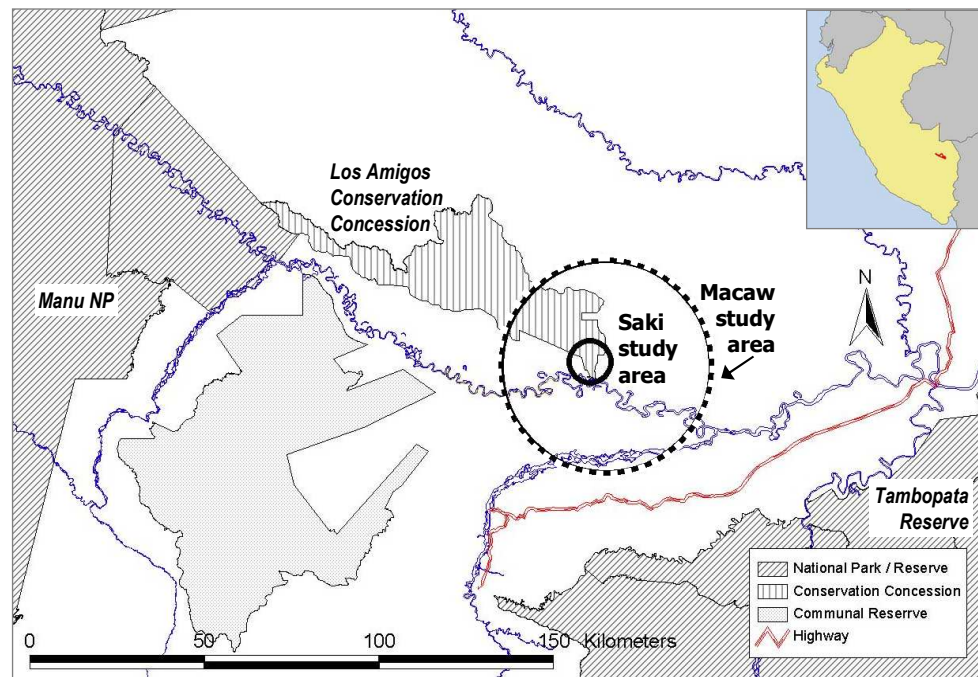 Los Amigos
Conservation
Concession
Manu NP
N
Macaw
study
area
Saki
study
area
Tambopata
Reserve
National Park / Reserve
Conservation Concession
Communal Reserrve
Highway
0 50 100 150 Kilometers